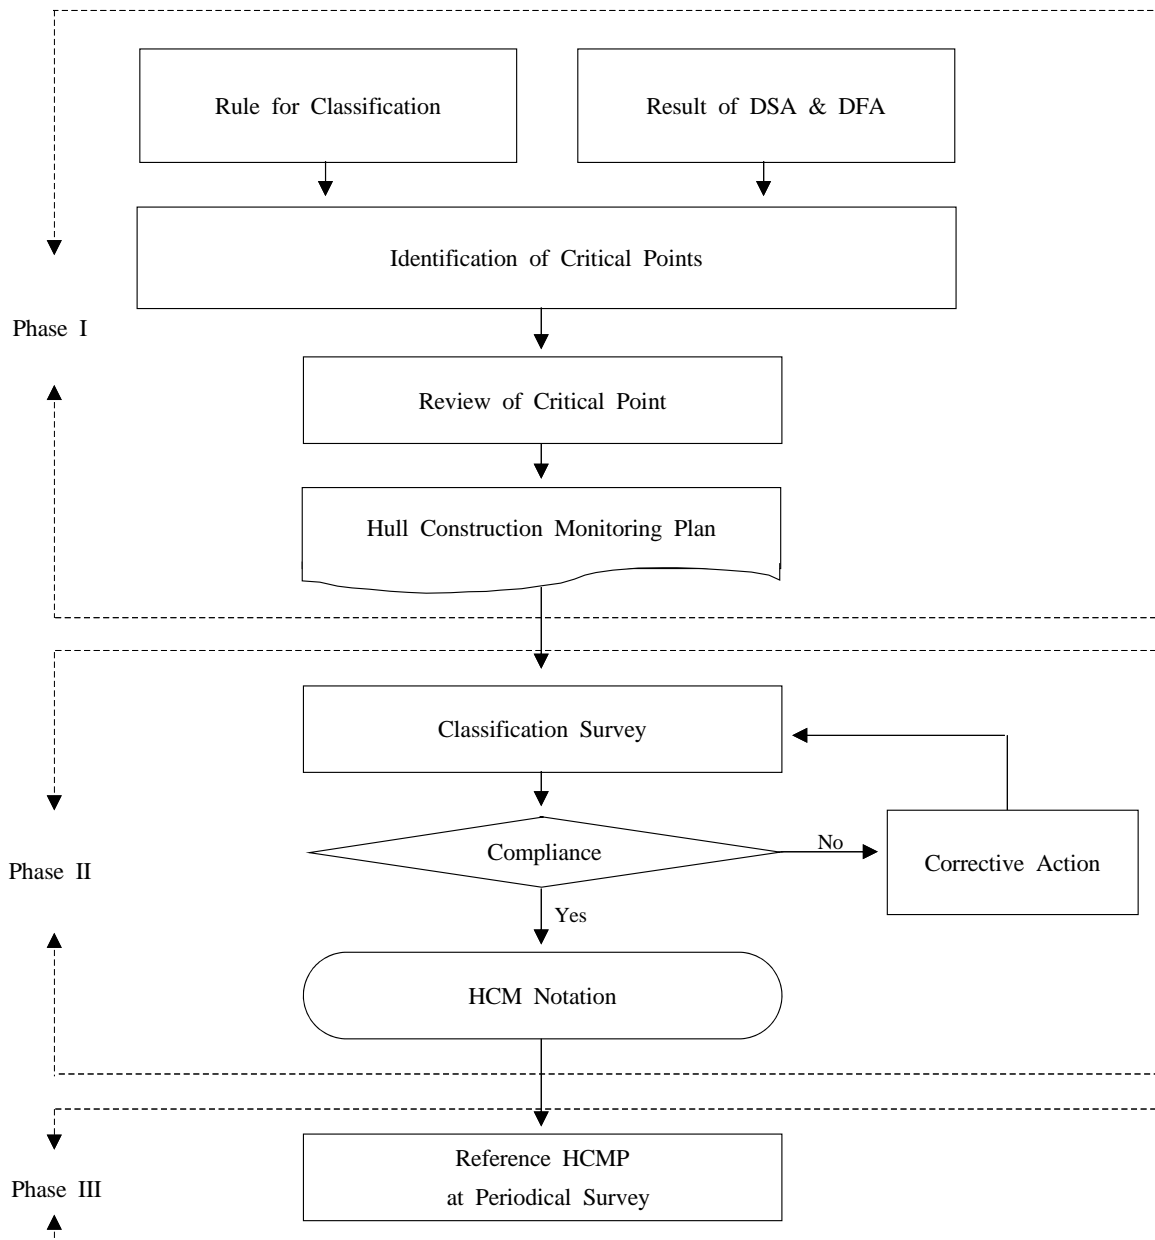 Rule for Classification
Result of DSA & DFA
Identification of Critical Points
Phase I
Review of Critical Point
Hull Construction Monitoring Plan
Classification Survey
Compliance
No
Corrective Action
Phase II
Yes
HCM Notation
Reference HCMP
at Periodical Survey
Phase III